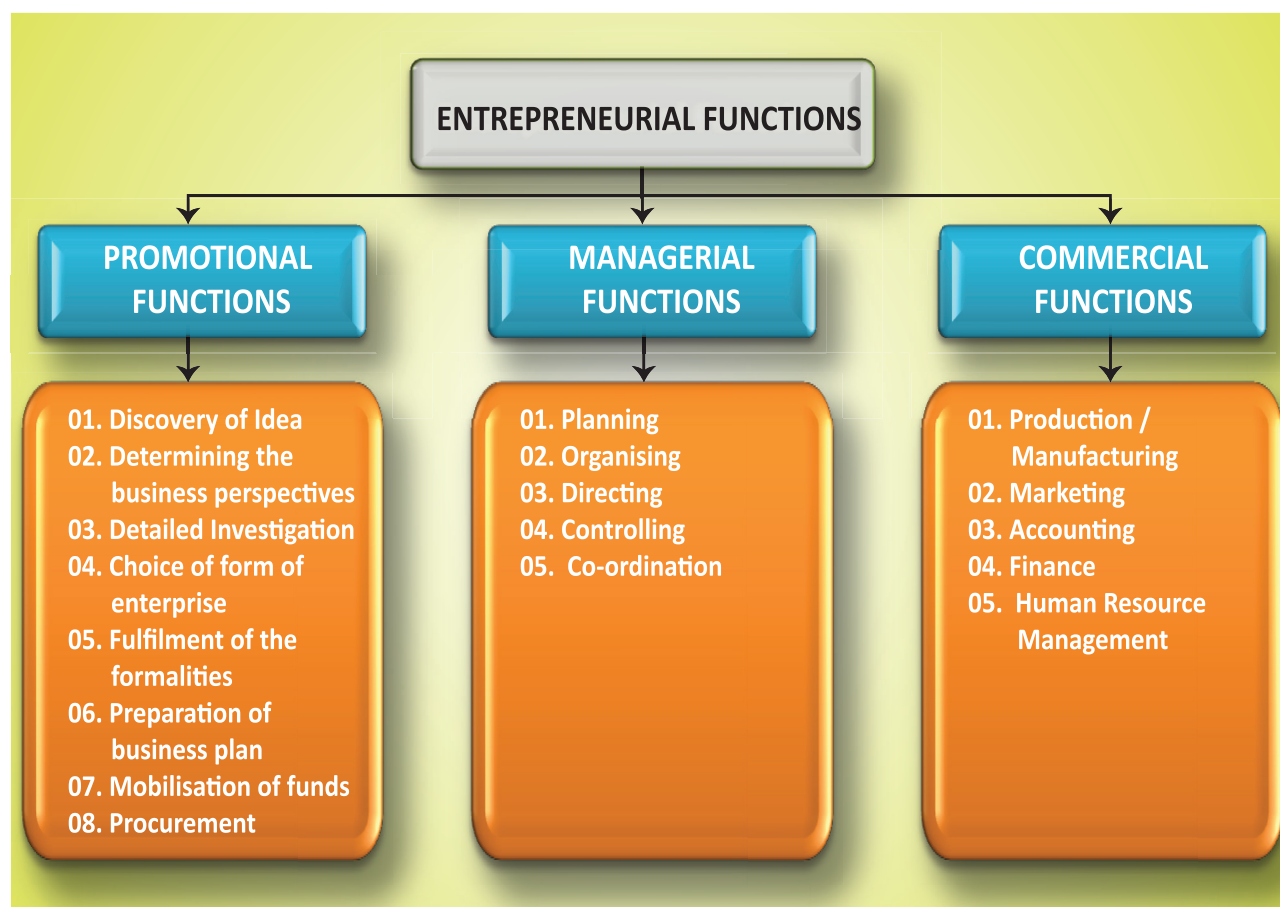 ENTREPRENEURIAL FUNCTIONS
PROMOTIONAL
FUNCTIONS
01. Discovery of Idea
02. Determining the
business perspectives
03. Detailed Investigation
04. Choice of form of
enterprise
05. Fulfilment of the
formalities
06. Preparation of
business plan
07. Mobilisation of funds
08. Procurement
MANAGERIAL
FUNCTIONS
01. Planning
02. Organising
03. Directing
04. Controlling
05. Co-ordination
COMMERCIAL
FUNCTIONS
01. Production /
Manufacturing
02. Marketing
03. Accounting
04. Finance
05. Human Resource
Management